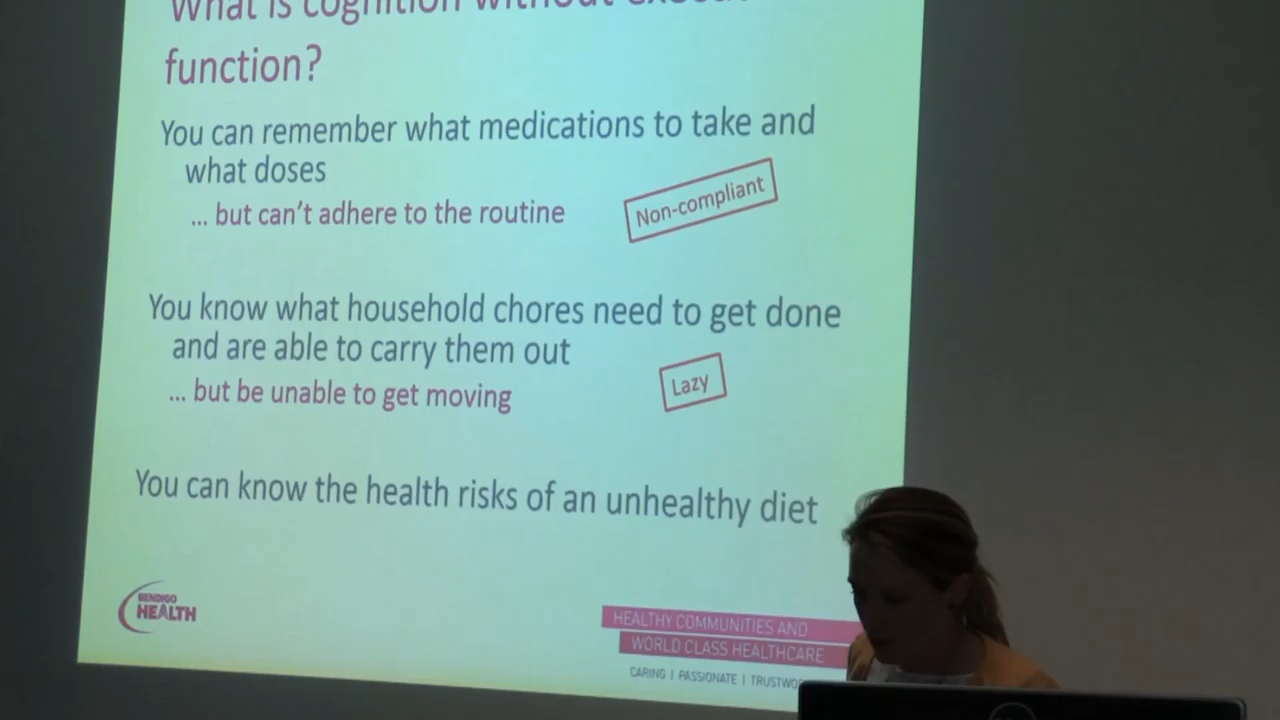 What is cognition without
function?
You can remember what medications to take and
what doses
... but can't adhere to the routine
Non-compliant
You know what household chores need to get done
and are able to carry them out
... but be unable to get moving
Lazy
You can know the health risks of an unhealthy diet
BENDIGO
HEALTH
HEALTHY COMMUNITIES AND
WORLD CLASS HEALTHCARE
CARING | PASSIONATE |